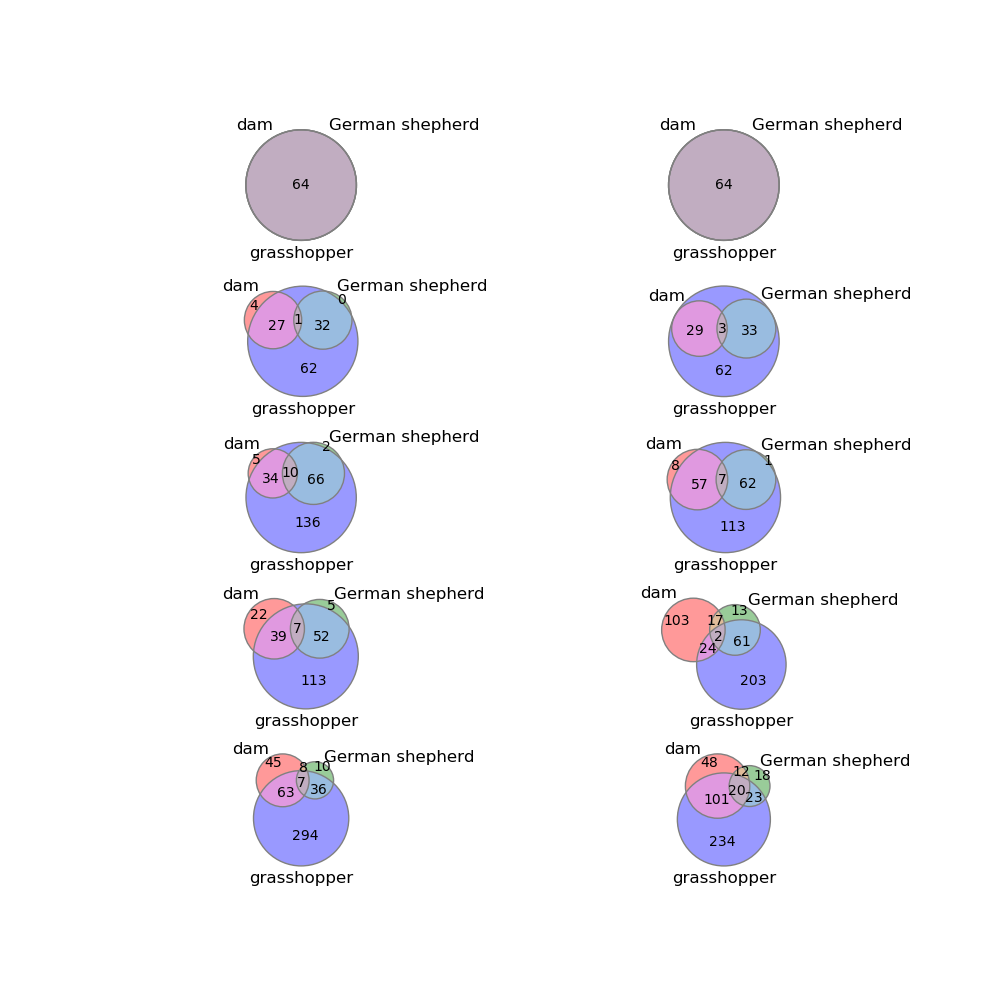 dam German shepherd
64
grasshopper
dam German shepherd
64
grasshopper
dam German shepherd
4 0
27 1 32
62
grasshopper
dam German shepherd
29 3 33
62
grasshopper
dam German shepherd
5 2
34 10 66
136
grasshopper
dam German shepherd
8 1
57 7 62
113
grasshopper
dam German shepherd
22 5
39 7 52
113
grasshopper
dam German shepherd
103 17 13
24 2 61
203
grasshopper
dam German shepherd
45 8 10
63 7 36
294
grasshopper
dam German shepherd
48 12 18
101 20 23
234
grasshopper